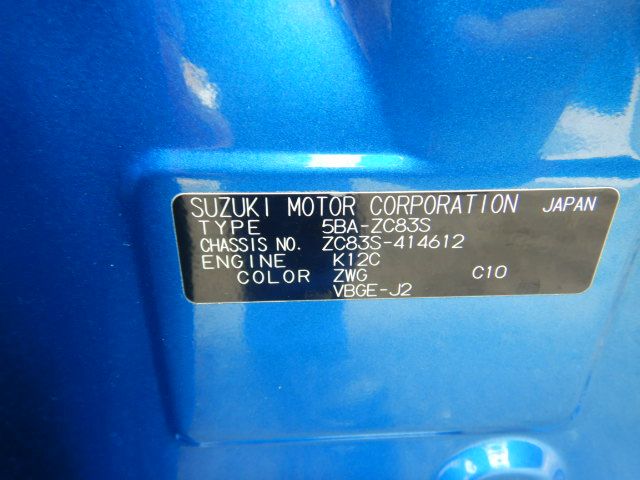 SUZUKI MOTOR CORPORATION JAPAN
TYPE 5BA-ZC83S
CHASSIS NO. ZC83S-414612
ENGINE K12C
COLOR ZWG C10
VBGE-J2